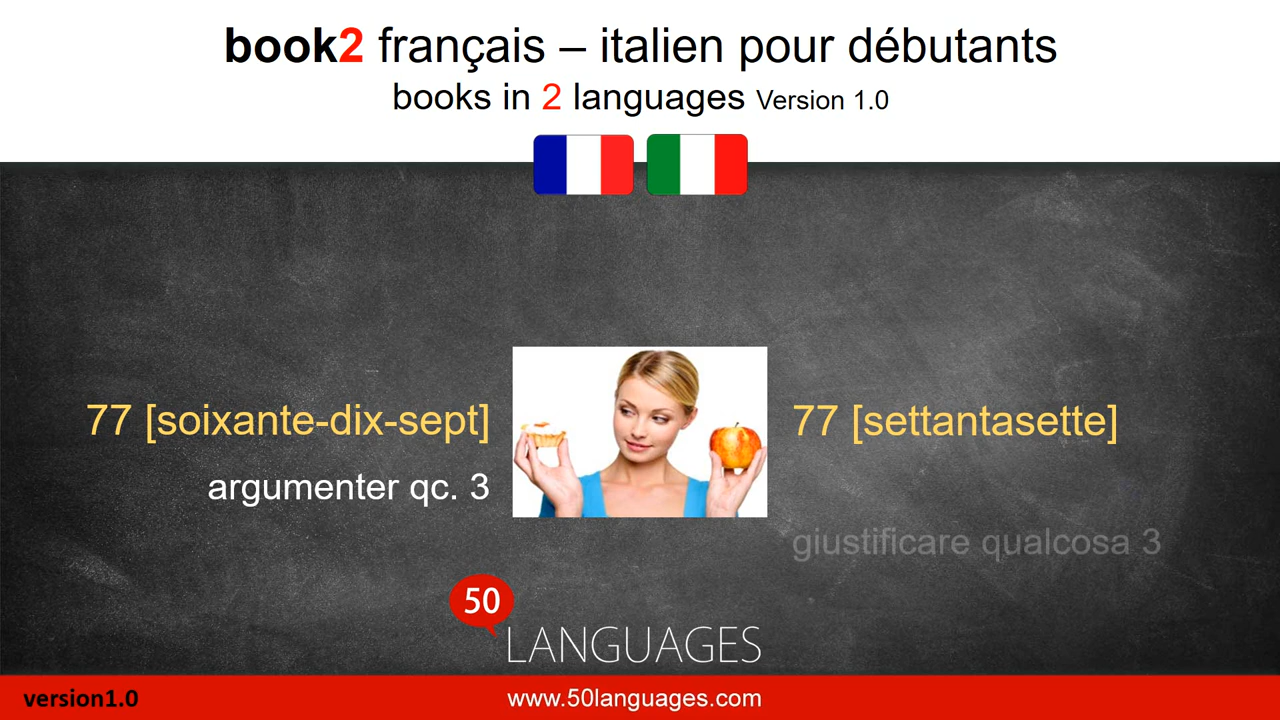 book2 français – italien pour débutants
books in 2 languages Version 1.0
77 [soixante-dix-sept]
argumenter qc. 3
77 [settantasette]
giustificare qualcosa 3
50
LANGUAGES
version1.0
www.50languages.com